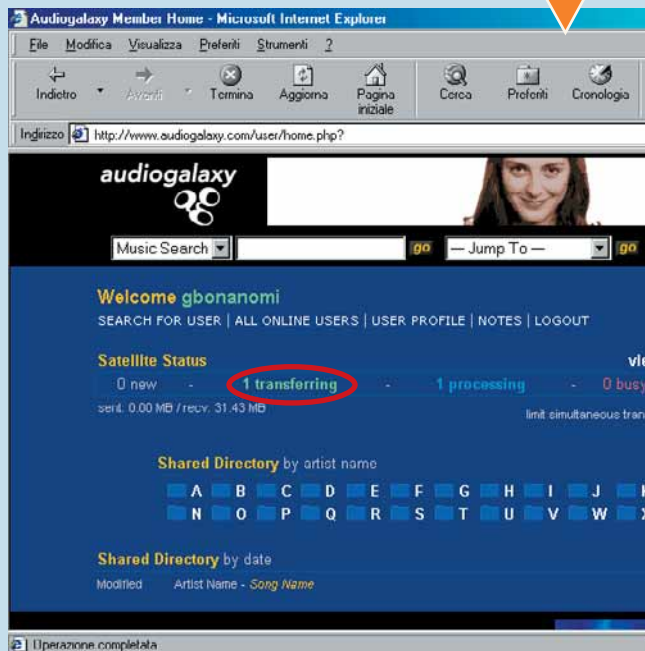 Audiogalaxy Member Home - Microsoft Internet Explorer
File Modifica Visualizza Preferiti Strumenti ?
Indietro Avanti Termina Aggiorna Pagina iniziale Cerca Preferiti Cronologia
Indirizzo http://www.audiogalaxy.com/user/home.php?
audiogalaxy
Music Search go — Jump To — go
Welcome gbonanomi
SEARCH FOR USER | ALL ONLINE USERS | USER PROFILE | NOTES | LOGOUT
Satellite Status vie
0 new - 1 transferring - 1 processing - 0 busy
sent: 0.00 MB / recv: 31.43 MB limit simultaneous tran
Shared Directory by artist name
A B C D E F G H I J K
N O P Q R S T U V W X
Shared Directory by date
Modified Artist Name - Song Name
Operazione completata